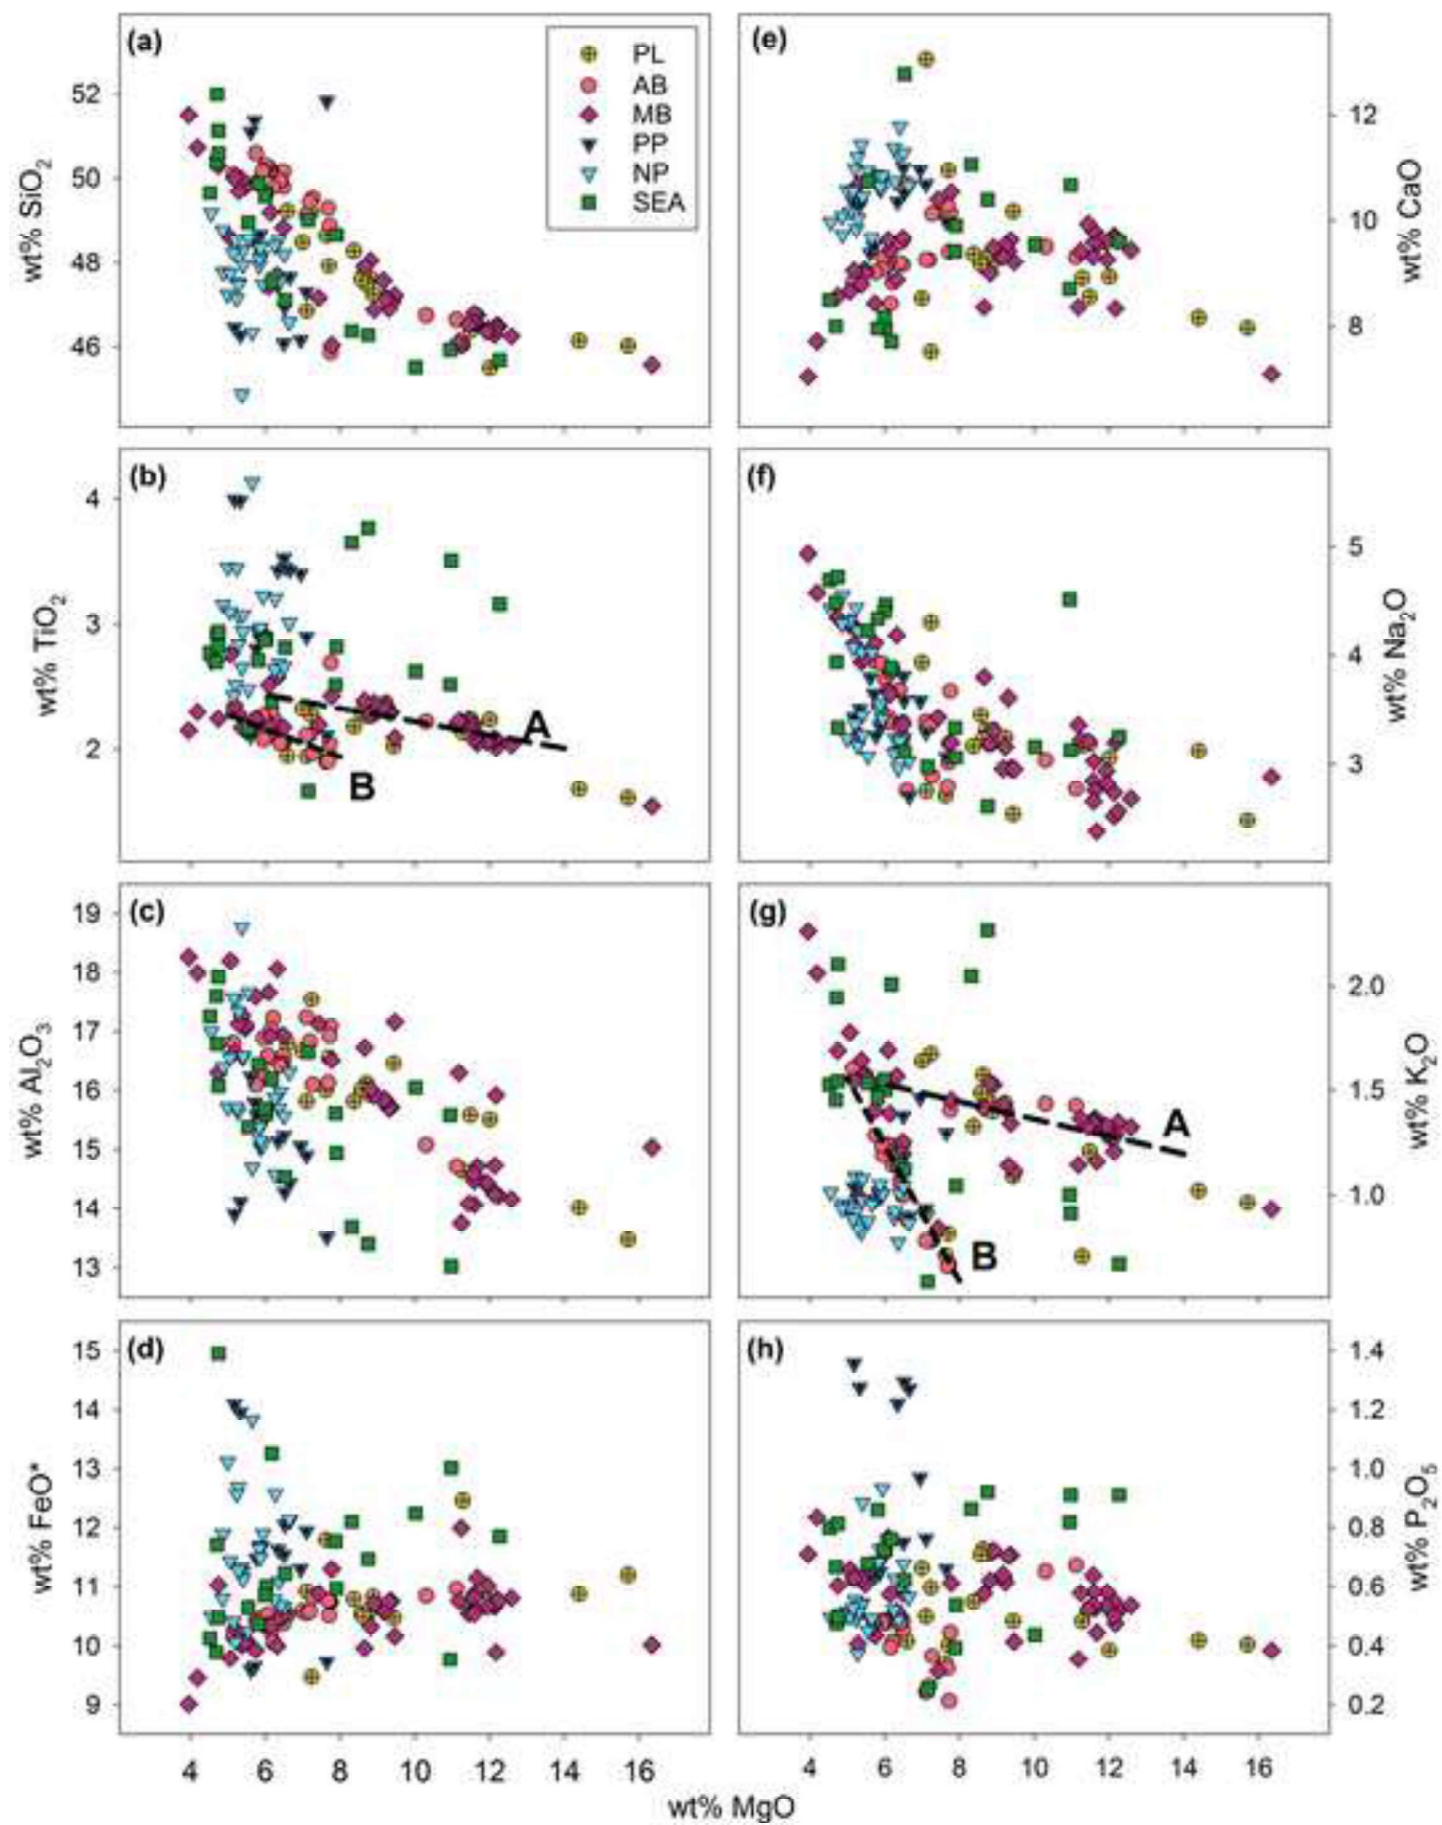 (a)
PL
AB
MB
PP
NP
SEA
52
50
48
46
wt% SiO2
(e)
12
10
8
wt% CaO
(b)
4
3
2
wt% TiO2
A
B
(f)
5
4
3
wt% Na2O
(c)
19
18
17
16
15
14
13
wt% Al2O3
(g)
2.0
1.5
1.0
wt% K2O
A
B
(d)
15
14
13
12
11
10
9
wt% FeO*
(h)
1.4
1.2
1.0
0.8
0.6
0.4
0.2
wt% P2O5
4 6 8 10 12 14 16
4 6 8 10 12 14 16
wt% MgO